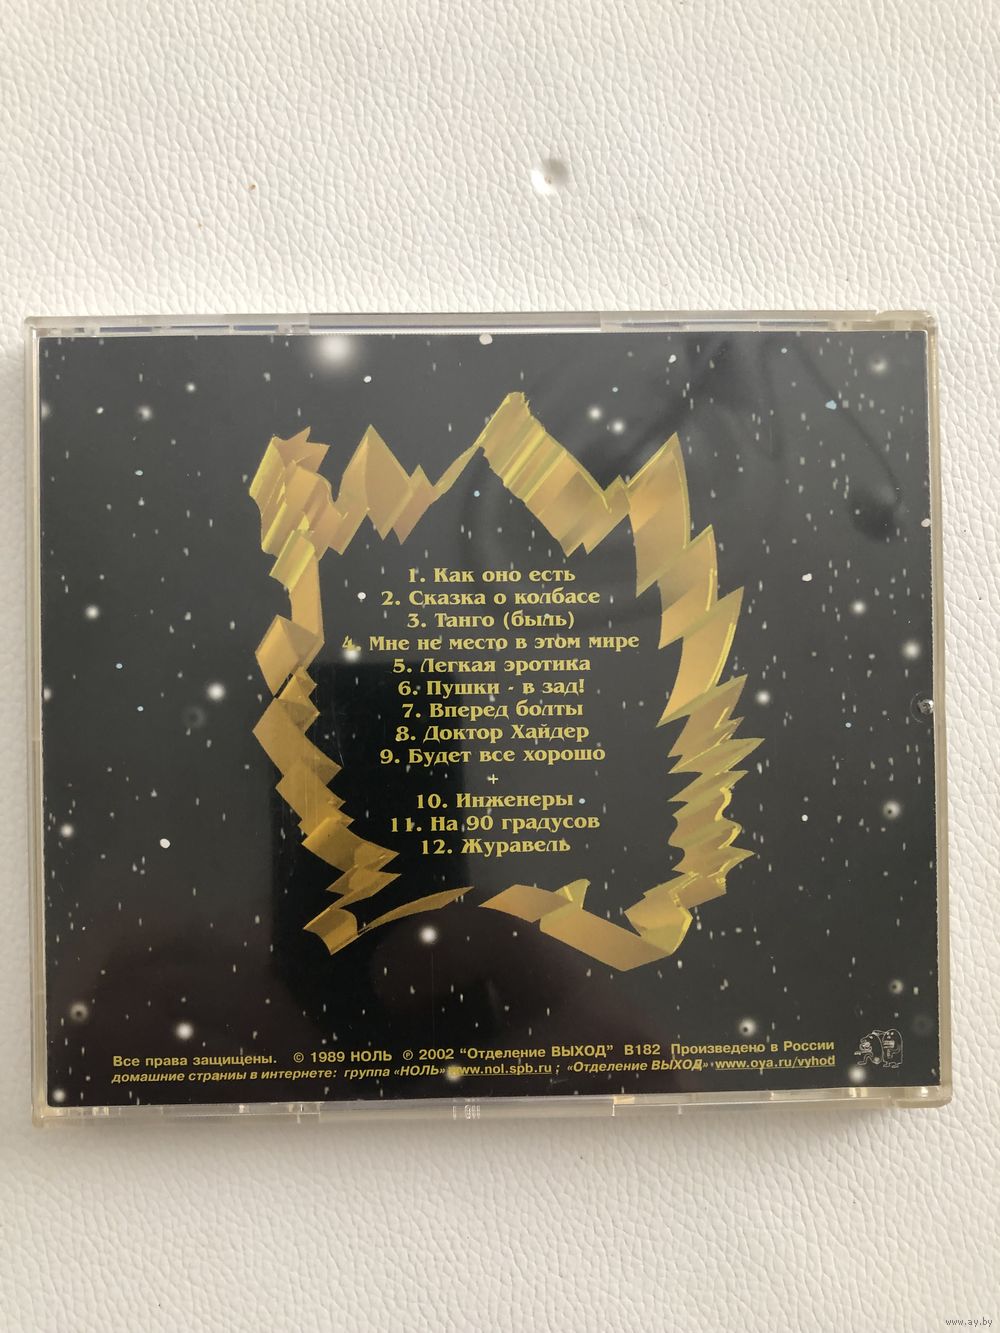 1. Как оно есть
2. Сказка о колбасе
3. Танго (быль)
4. Мне не место в этом мире
5. Легкая эротика
6. Пушки - в зад!
7. Вперед болты
8. Доктор Хайдер
9. Будет все хорошо
+
10. Инженеры
11. На 90 градусов
12. Журавель
Все права защищены. © 1989 НОЛЬ ℗ 2002 "Отделение ВЫХОД" В182 Произведено в России
домашние страниы в интернете: группа «НОЛЬ» www.nol.spb.ru ; «Отделение ВЫХОД» www.oya.ru/vyhod
www.ay.by